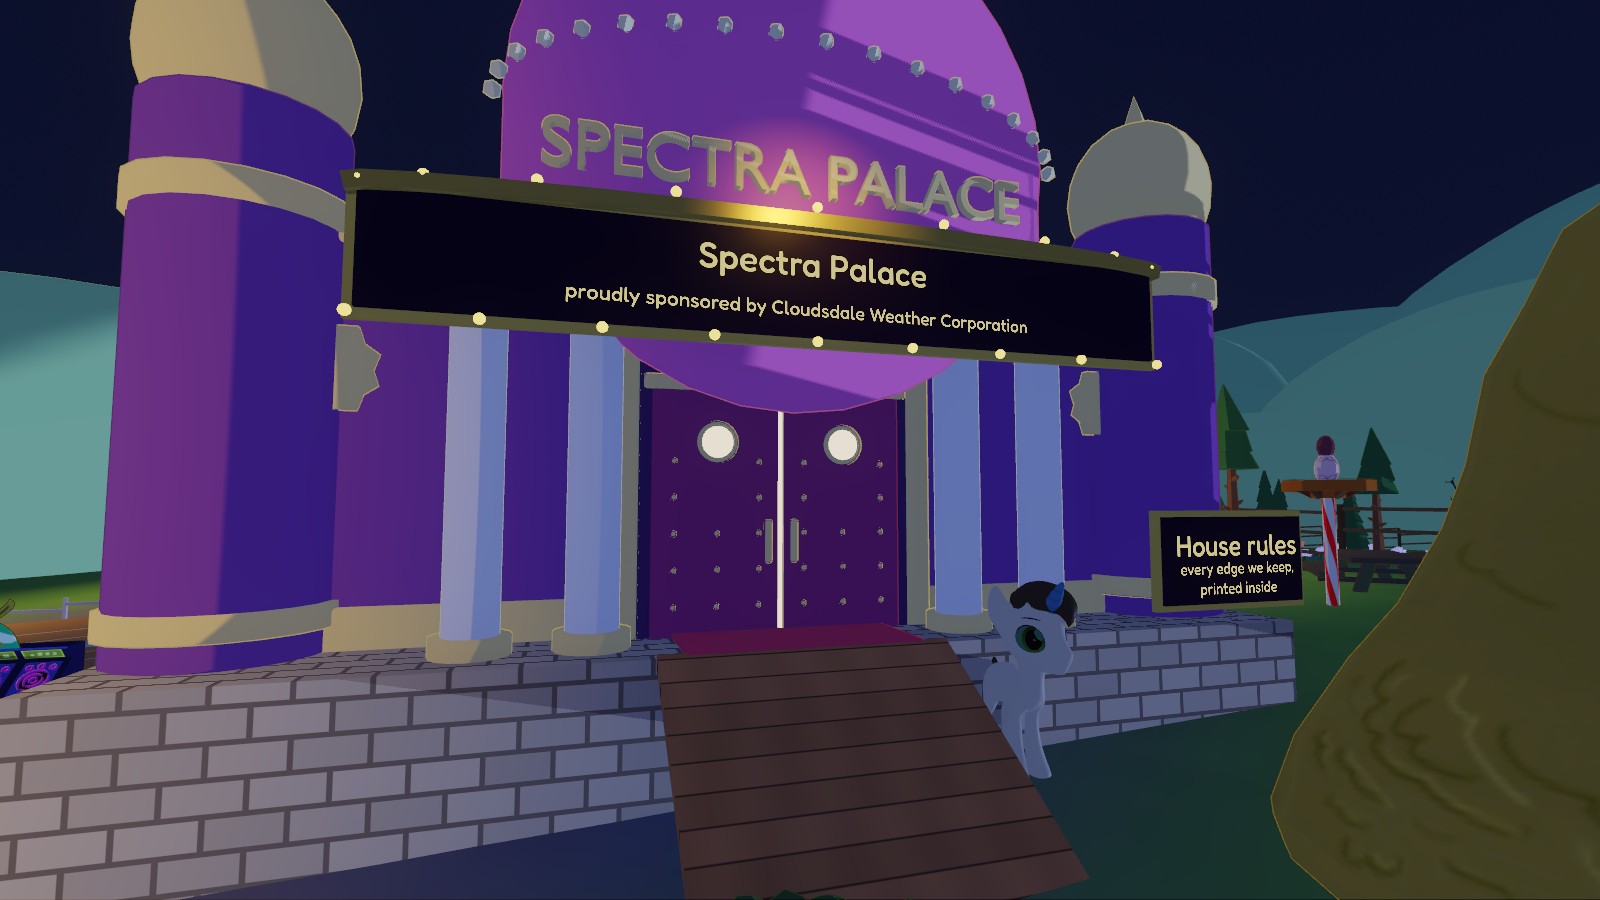 SPECTRA PALACE
Spectra Palace
proudly sponsored by Cloudsdale Weather Corporation
House rules
every edge we keep,
printed inside